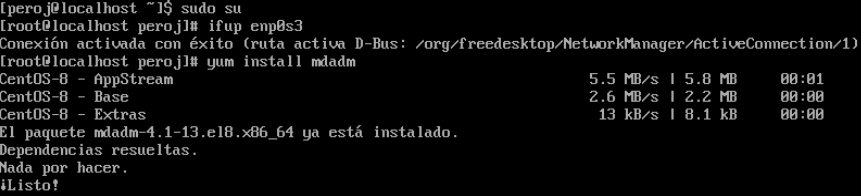 [peroj@localhost ~]$ sudo su
[root@localhost peroj]# ifup enp0s3
Conexión activada con éxito (ruta activa D-Bus: /org/freedesktop/NetworkManager/ActiveConnection/1)
[root@localhost peroj]# yum install mdadm
CentOS-8 - AppStream 5.5 MB/s | 5.8 MB 00:01
CentOS-8 - Base 2.6 MB/s | 2.2 MB 00:00
CentOS-8 - Extras 13 kB/s | 8.1 kB 00:00
El paquete mdadm-4.1-13.el8.x86_64 ya está instalado.
Dependencias resueltas.
Nada por hacer.
¡Listo!